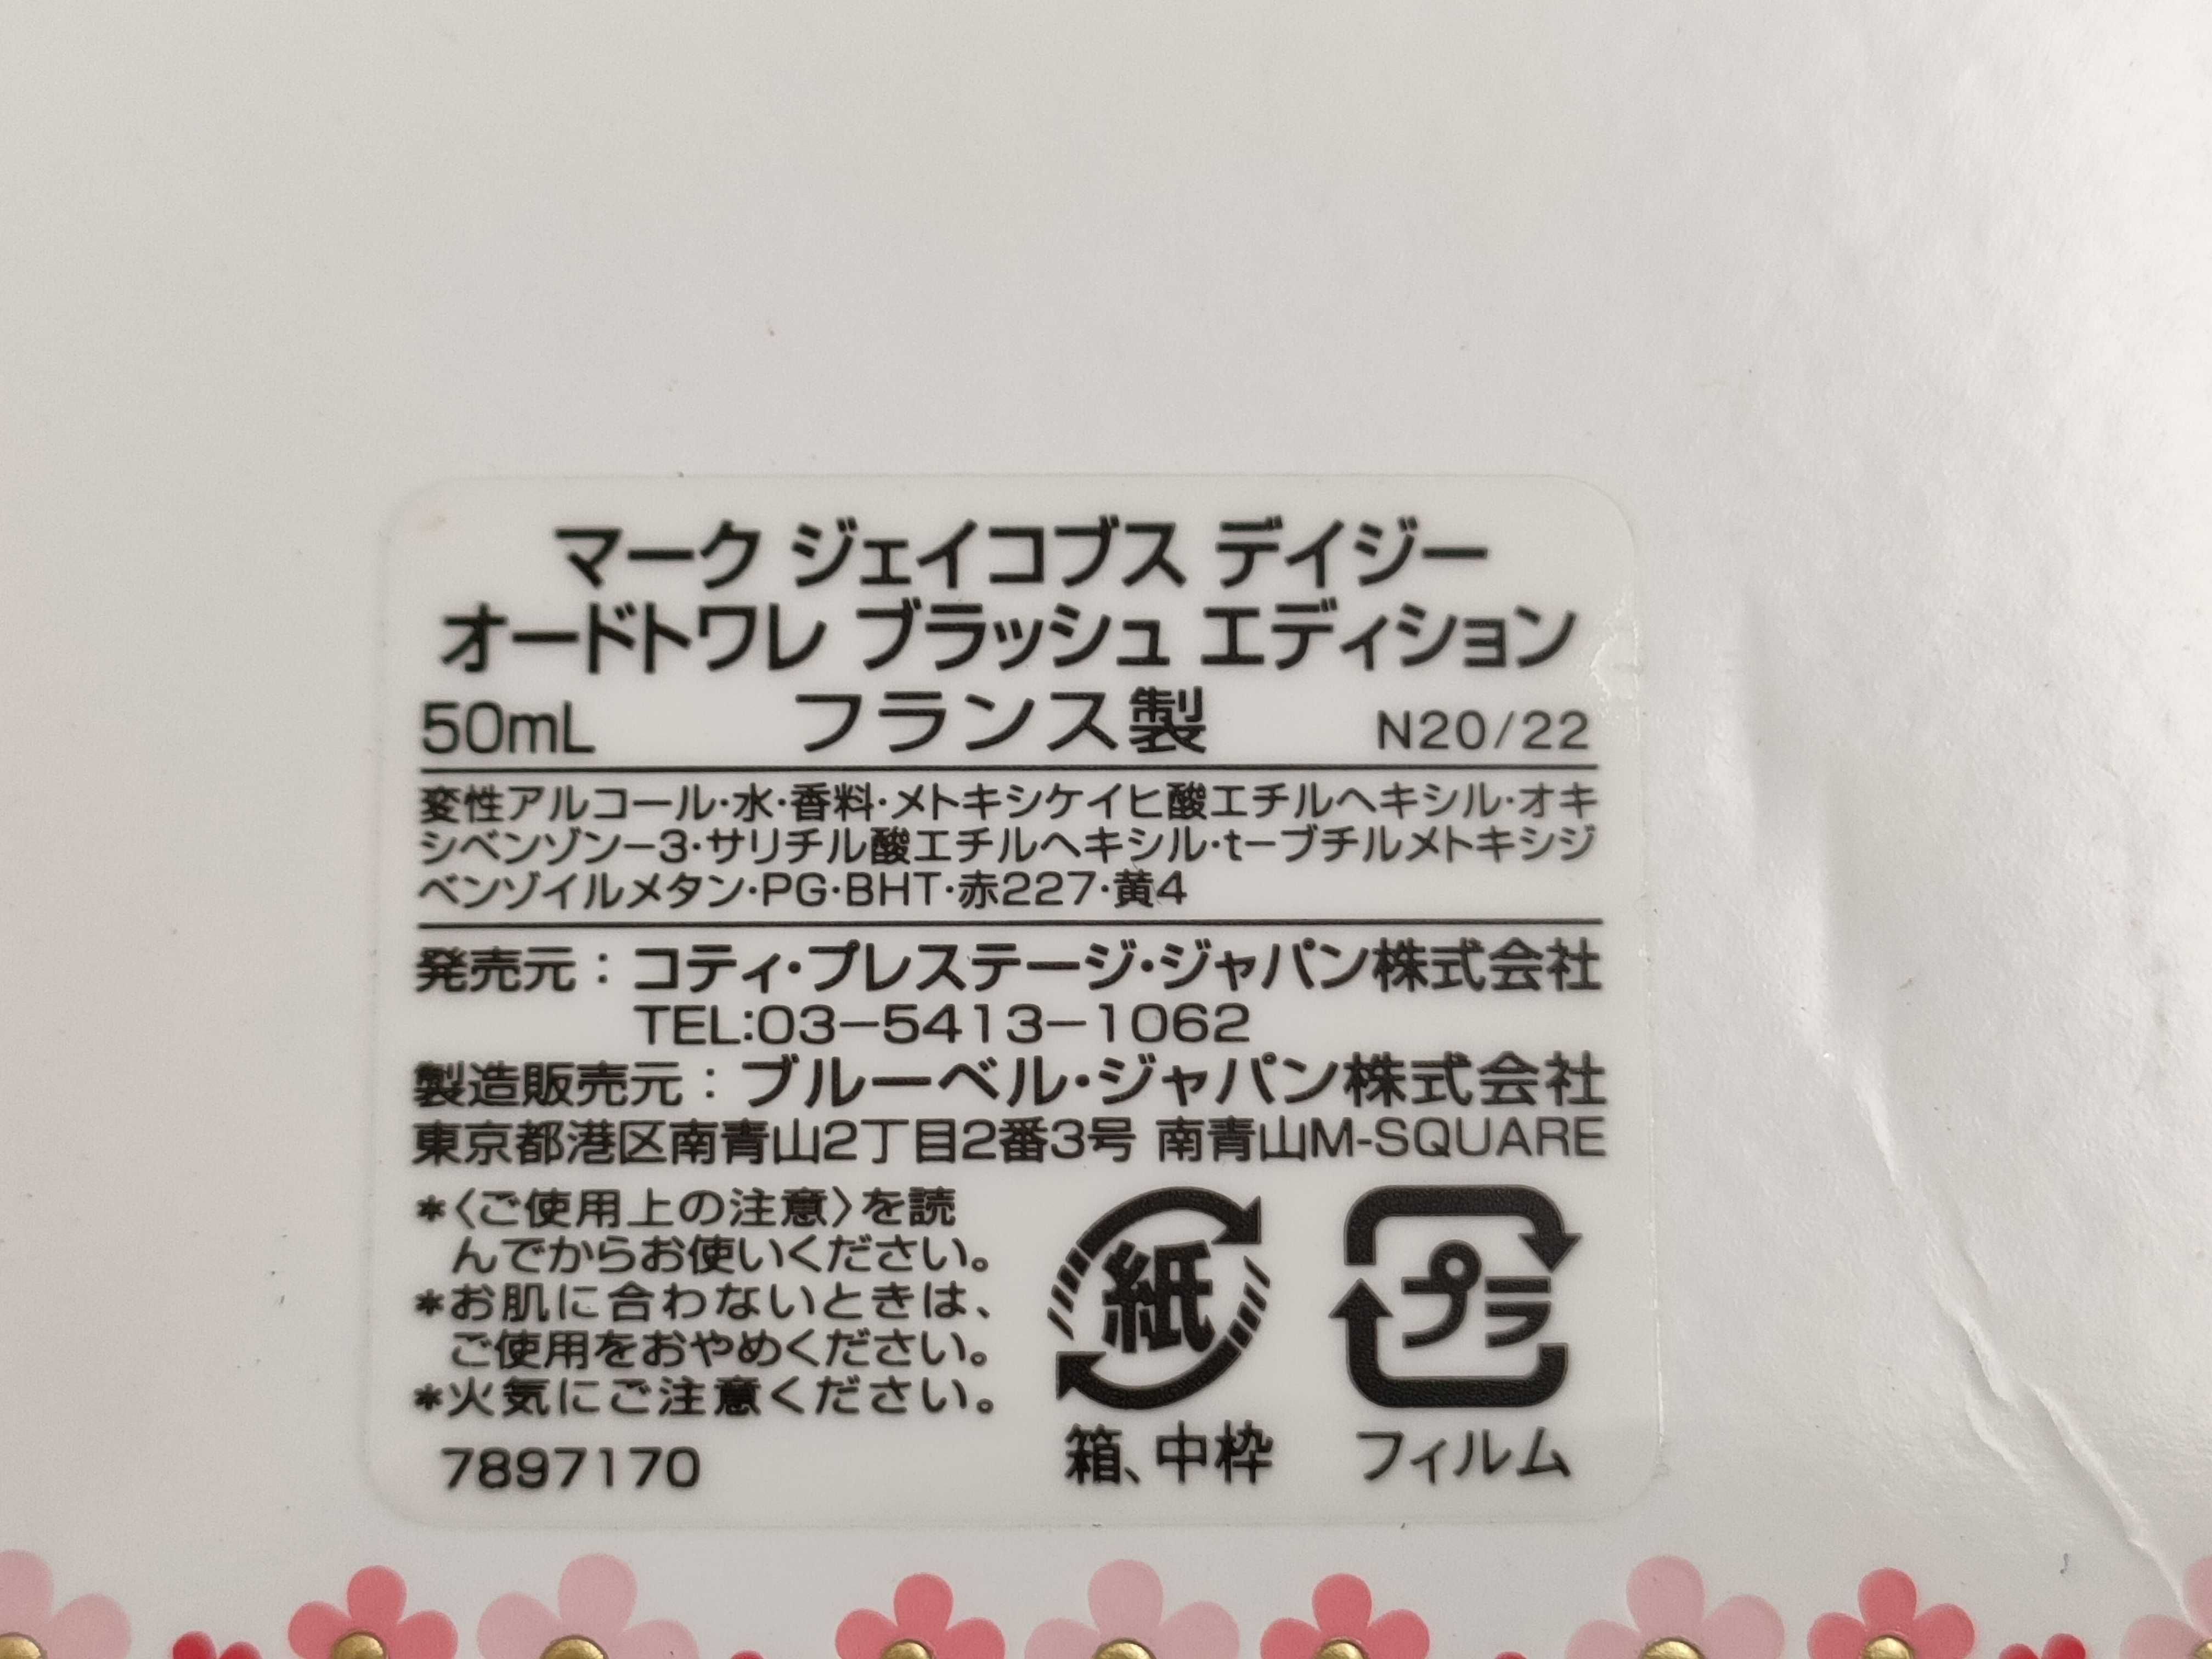 マーク ジェイコブス デイジー
オードトワレ ブラッシュ エディション
50mL フランス製 N20/22
変性アルコール・水・香料・メトキシケイヒ酸エチルヘキシル・オキ
シベンゾン−3・サリチル酸エチルヘキシル・t−ブチルメトキシジ
ベンゾイルメタン・PG・BHT・赤227・黄4
発売元：コティ・プレステージ・ジャパン株式会社
TEL:03−5413−1062
製造販売元：ブルーベル・ジャパン株式会社
東京都港区南青山2丁目2番3号 南青山M-SQUARE
*〈ご使用上の注意〉を読
んでからお使いください。
*お肌に合わないときは、
ご使用をおやめください。
*火気にご注意ください。
7897170
紙
箱、中枠
プラ
フィルム